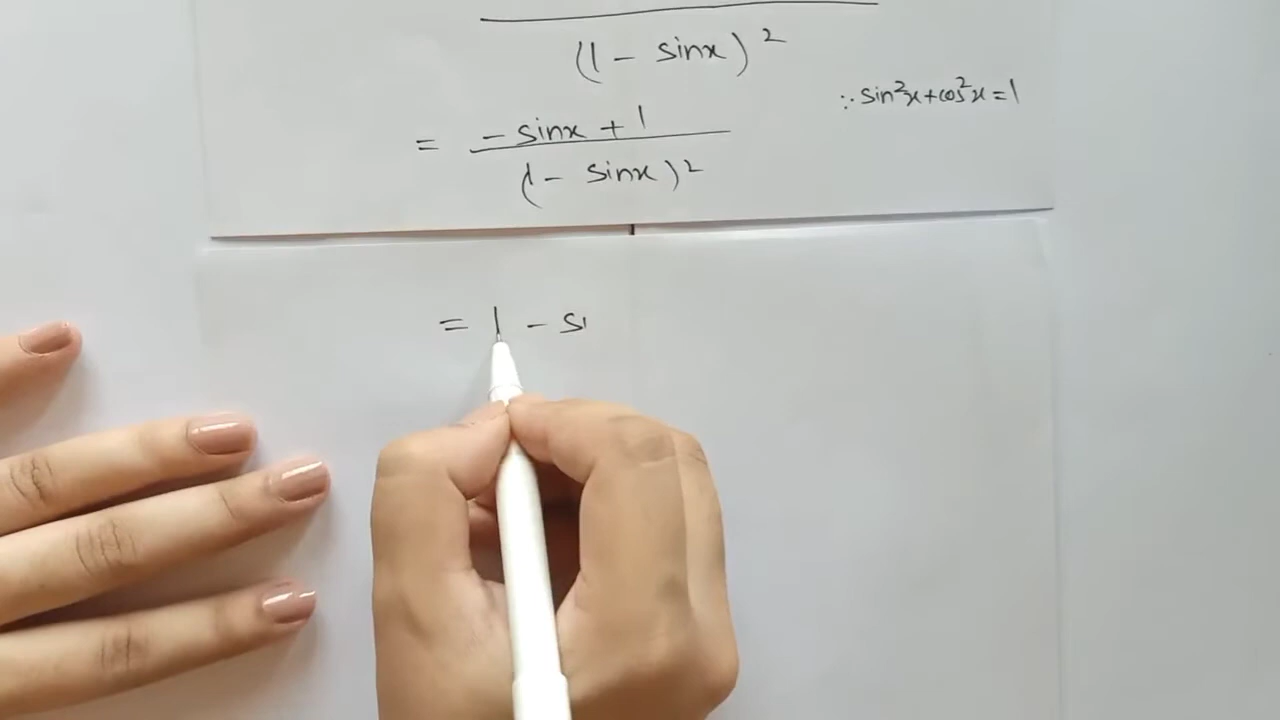 (1 - sinx)²
∵ sin²x + cos²x = 1
= - sinx + 1
(1 - sinx)²
= 1 - si